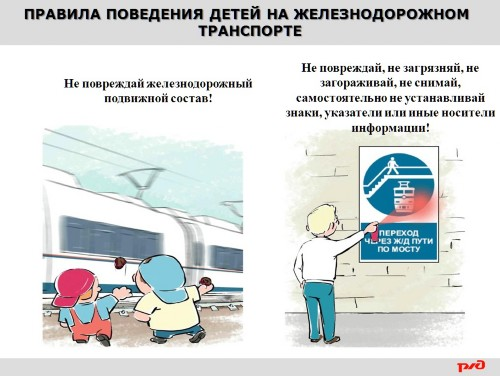 ПРАВИЛА ПОВЕДЕНИЯ ДЕТЕЙ НА ЖЕЛЕЗНОДОРОЖНОМ
ТРАНСПОРТЕ
Не повреждай железнодорожный
подвижной состав!
Не повреждай, не загрязняй, не
загораживай, не снимай,
самостоятельно не устанавливай
знаки, указатели или иные носители
информации!
ПЕРЕХОД
ЧЕРЕЗ Ж/Д ПУТИ
ПО МОСТУ
РЖД